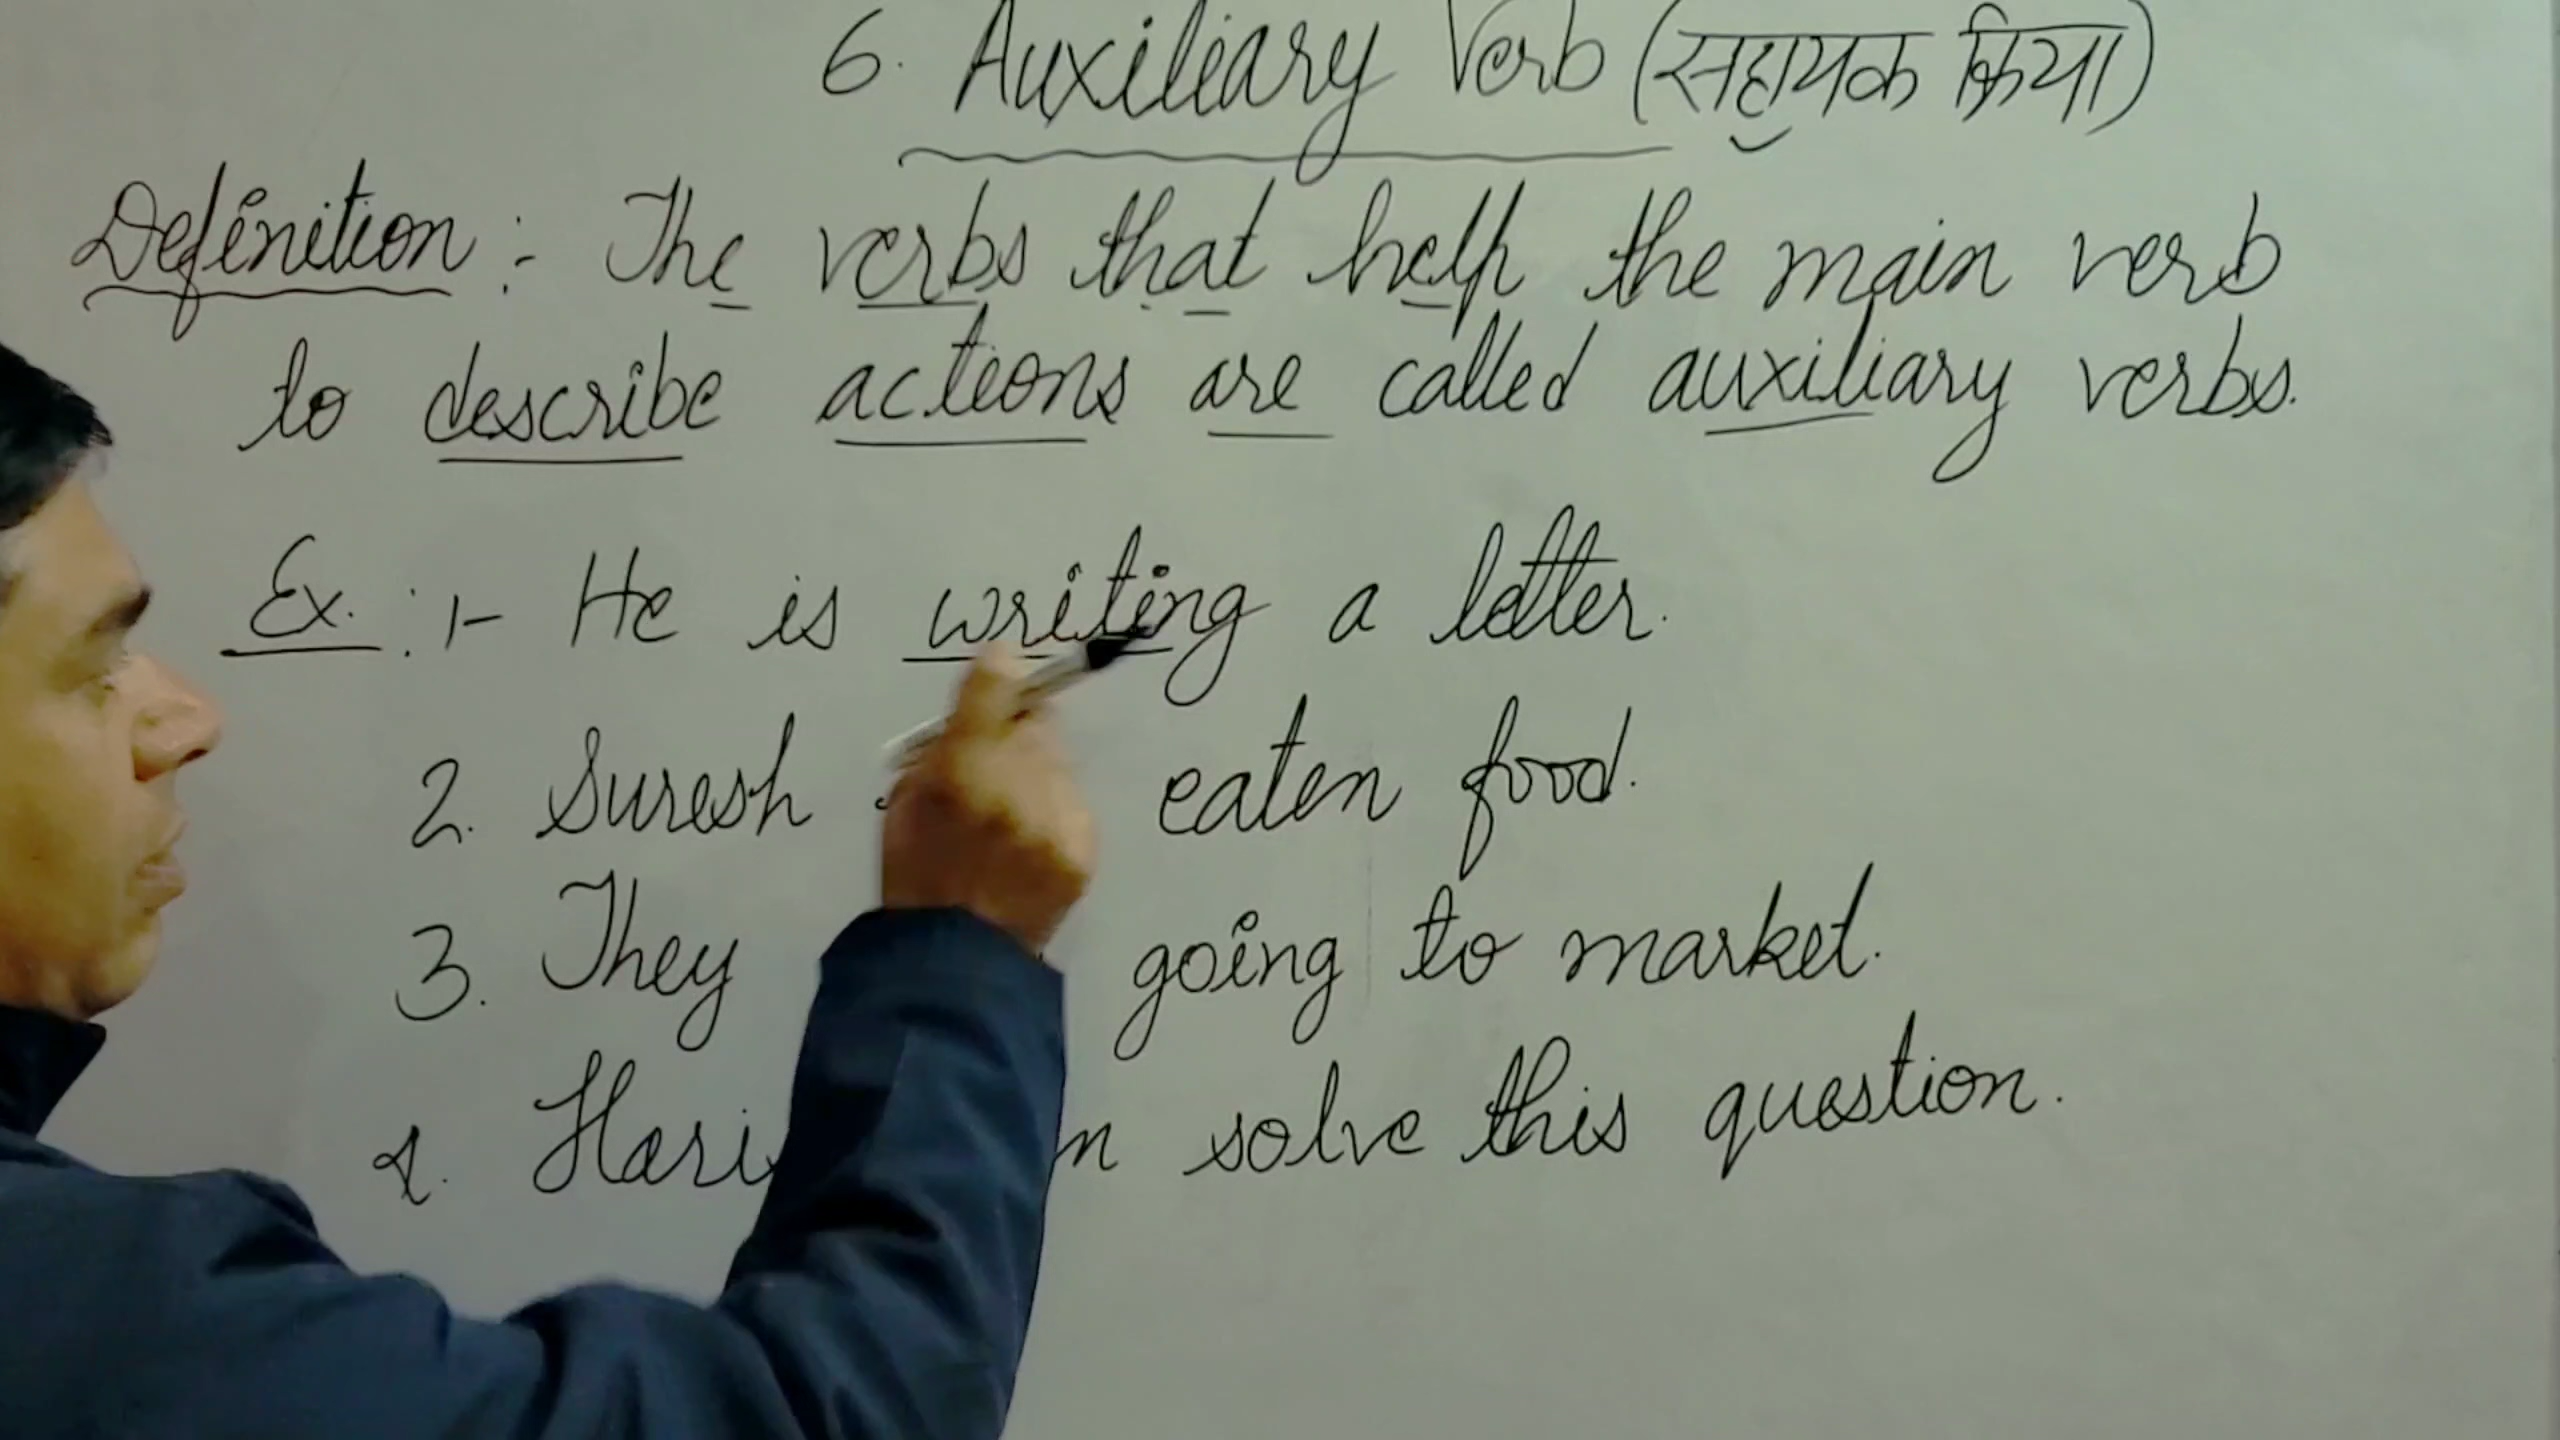 6. Auxiliary Verb (सहायक क्रिया)
Definition :- The verbs that help the main verb
to describe actions are called auxiliary verbs.
Ex. :1- He is writing a letter.
2. Suresh eaten food.
3. They going to market.
4. Hari solve this question.